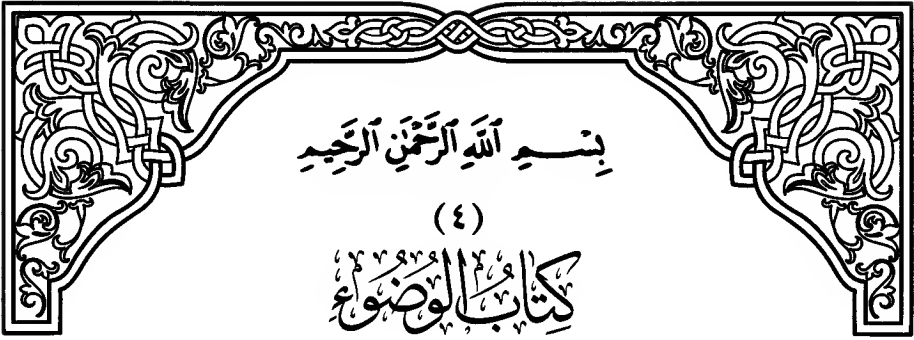 بِسْمِ ٱللَّهِ ٱلرَّحْمَٰنِ ٱلرَّحِيمِ
(٤)
كِتَابُ الوُضُوءِ